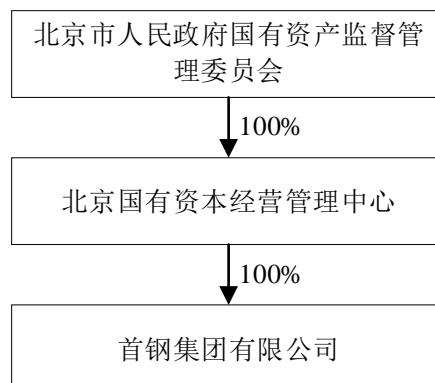 北京市人民政府国有资产监督管
理委员会
100%
北京国有资本经营管理中心
100%
首钢集团有限公司